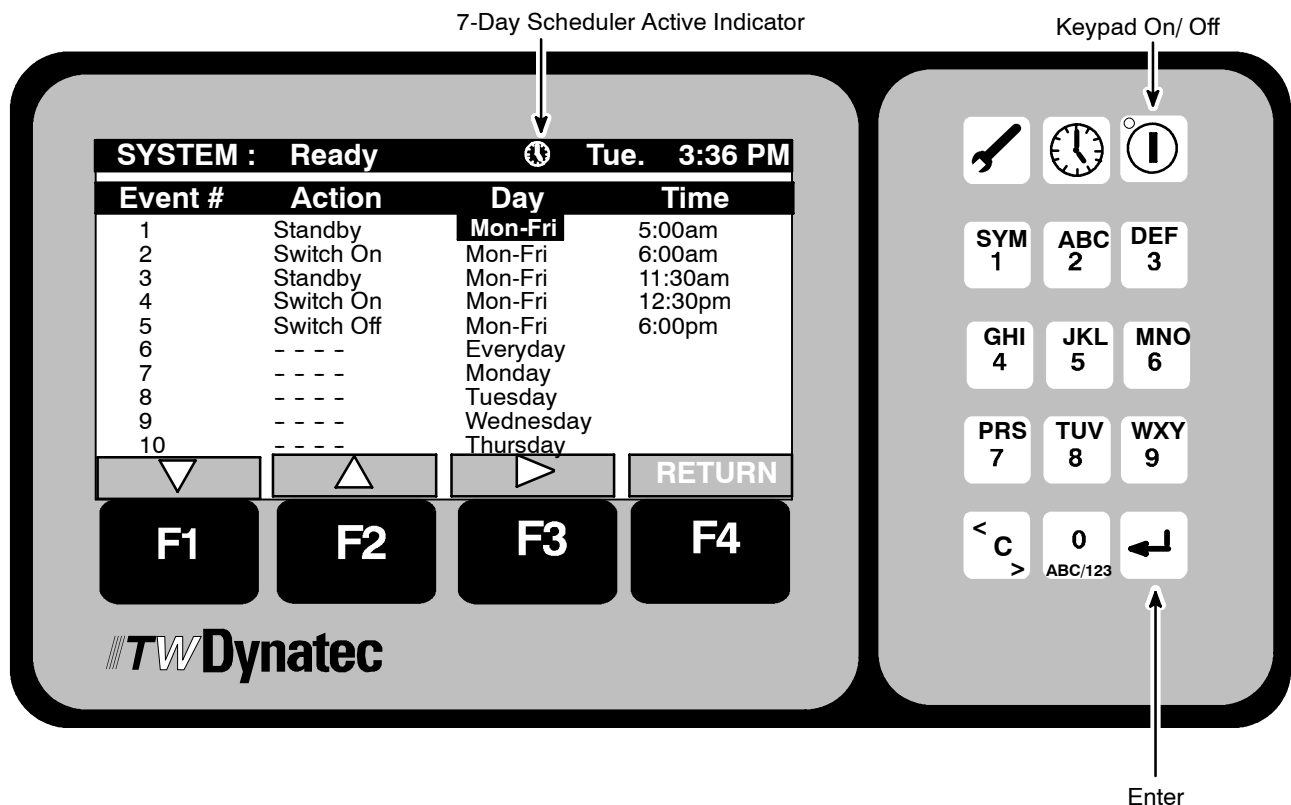 7-Day Scheduler Active Indicator
Keypad On/ Off
SYSTEM : Ready Tue. 3:36 PM
Event # Action Day Time
1 Standby Mon-Fri 5:00am
2 Switch On Mon-Fri 6:00am
3 Standby Mon-Fri 11:30am
4 Switch On Mon-Fri 12:30pm
5 Switch Off Mon-Fri 6:00pm
6 - - - - Everyday
7 - - - - Monday
8 - - - - Tuesday
9 - - - - Wednesday
10 - - - - Thursday
RETURN
F1 F2 F3 F4
TW Dynatec
SYM ABC DEF
1 2 3
GHI JKL MNO
4 5 6
PRS TUV WXY
7 8 9
< C > 0
ABC/123
Enter